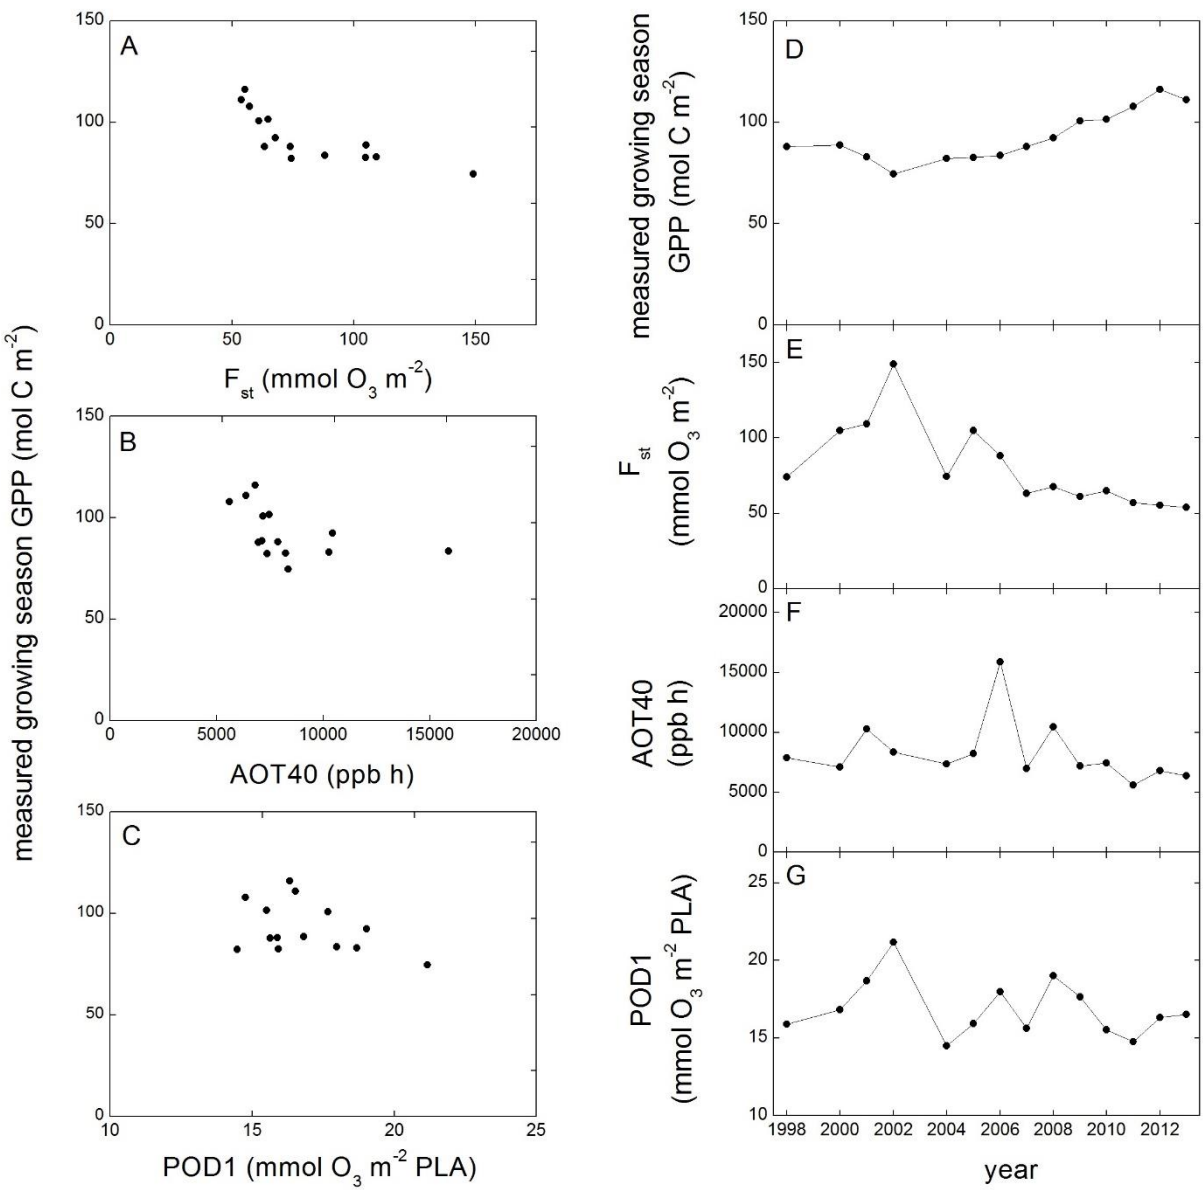 measured growing season GPP (mol C m-2)
A
150
100
50
0
0 50 100 150
Fst (mmol O3 m-2)
B
150
100
50
0
0 5000 10000 15000 20000
AOT40 (ppb h)
C
150
100
50
0
10 15 20 25
POD1 (mmol O3 m-2 PLA)
measured growing season
GPP (mol C m-2)
D
150
100
50
0
Fst
(mmol O3 m-2)
E
150
100
50
0
AOT40
(ppb h)
F
20000
15000
10000
5000
0
POD1
(mmol O3 m-2 PLA)
G
25
20
15
10
1998 2000 2002 2004 2006 2008 2010 2012
year